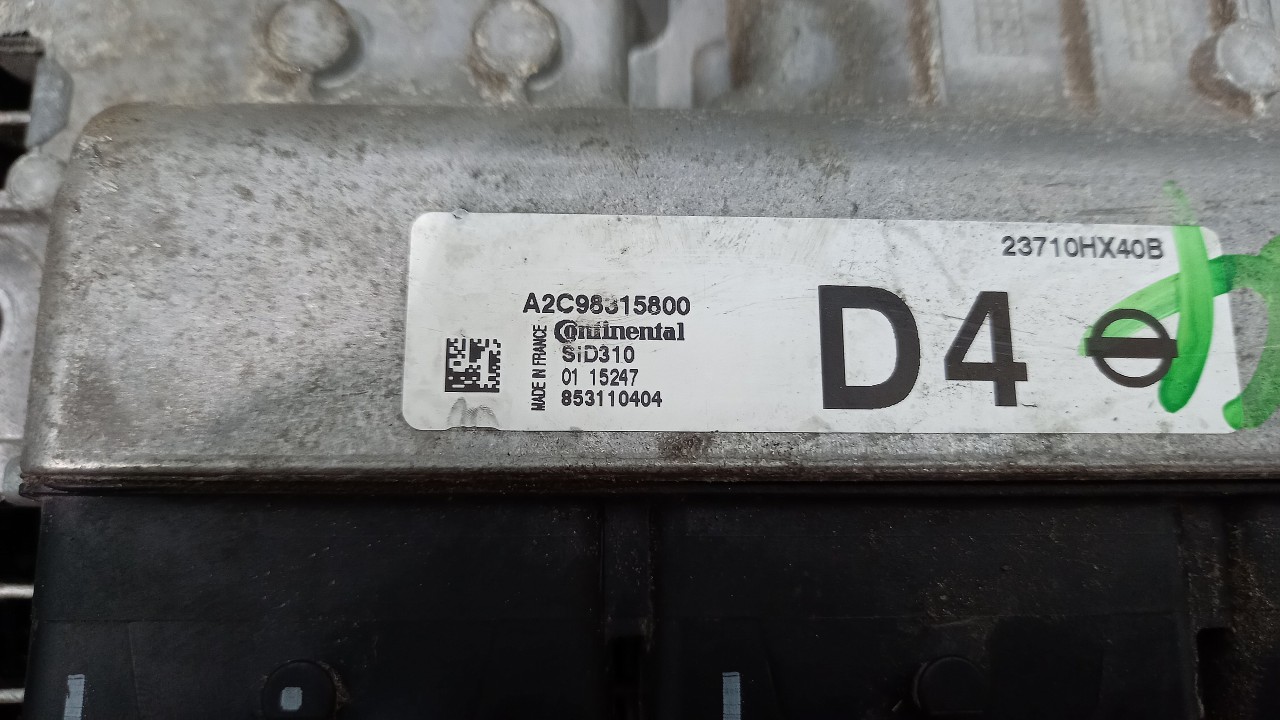 23710HX40B
A2C98315800
Continental
SID310
01 15247
853110404
MADE IN FRANCE
D4